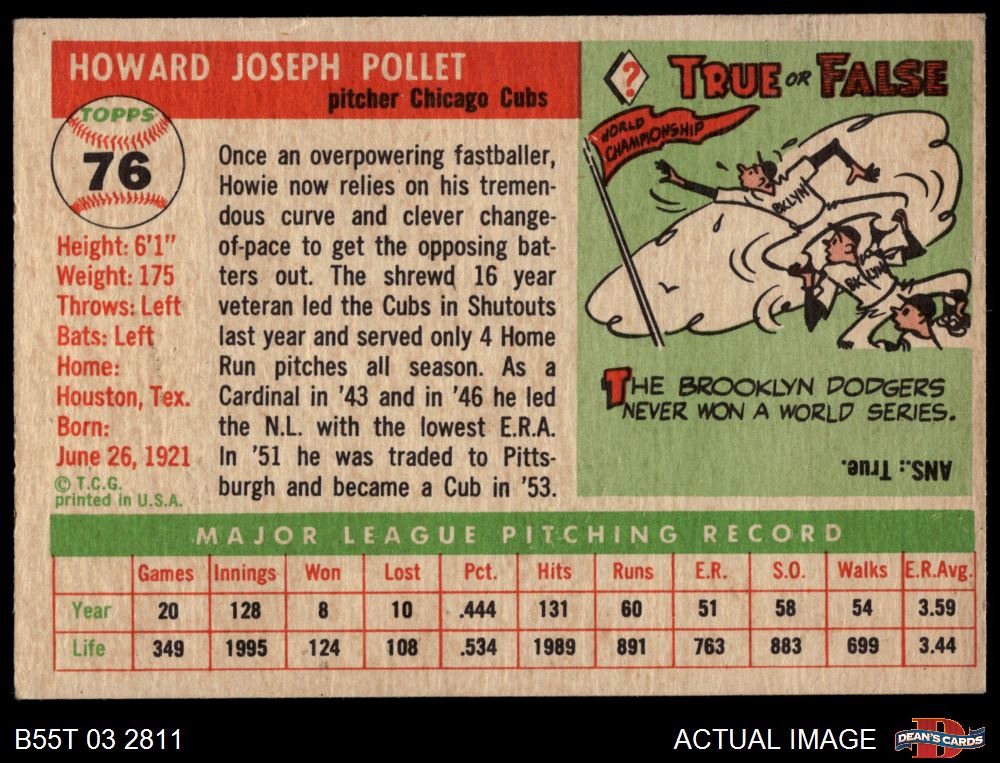 HOWARD JOSEPH POLLET
pitcher Chicago Cubs
TOPPS
76
Height: 6'1"
Weight: 175
Throws: Left
Bats: Left
Home:
Houston, Tex.
Born:
June 26, 1921
© T.C.G.
printed in U.S.A.
Once an overpowering fastballer,
Howie now relies on his tremen-
dous curve and clever change-
of-pace to get the opposing bat-
ters out. The shrewd 16 year
veteran led the Cubs in Shutouts
last year and served only 4 Home
Run pitches all season. As a
Cardinal in '43 and in '46 he led
the N.L. with the lowest E.R.A.
In '51 he was traded to Pitts-
burgh and became a Cub in '53.
? TRUE OR FALSE
WORLD
CHAMPIONSHIP
BKLYN
BKLYN
THE BROOKLYN DODGERS
NEVER WON A WORLD SERIES.
ANS.: True.
MAJOR LEAGUE PITCHING RECORD
Games Innings Won Lost Pct. Hits Runs E.R. S.O. Walks E.R.Avg.
Year 20 128 8 10 .444 131 60 51 58 54 3.59
Life 349 1995 124 108 .534 1989 891 763 883 699 3.44
B55T 03 2811
ACTUAL IMAGE
DEAN'S CARDS